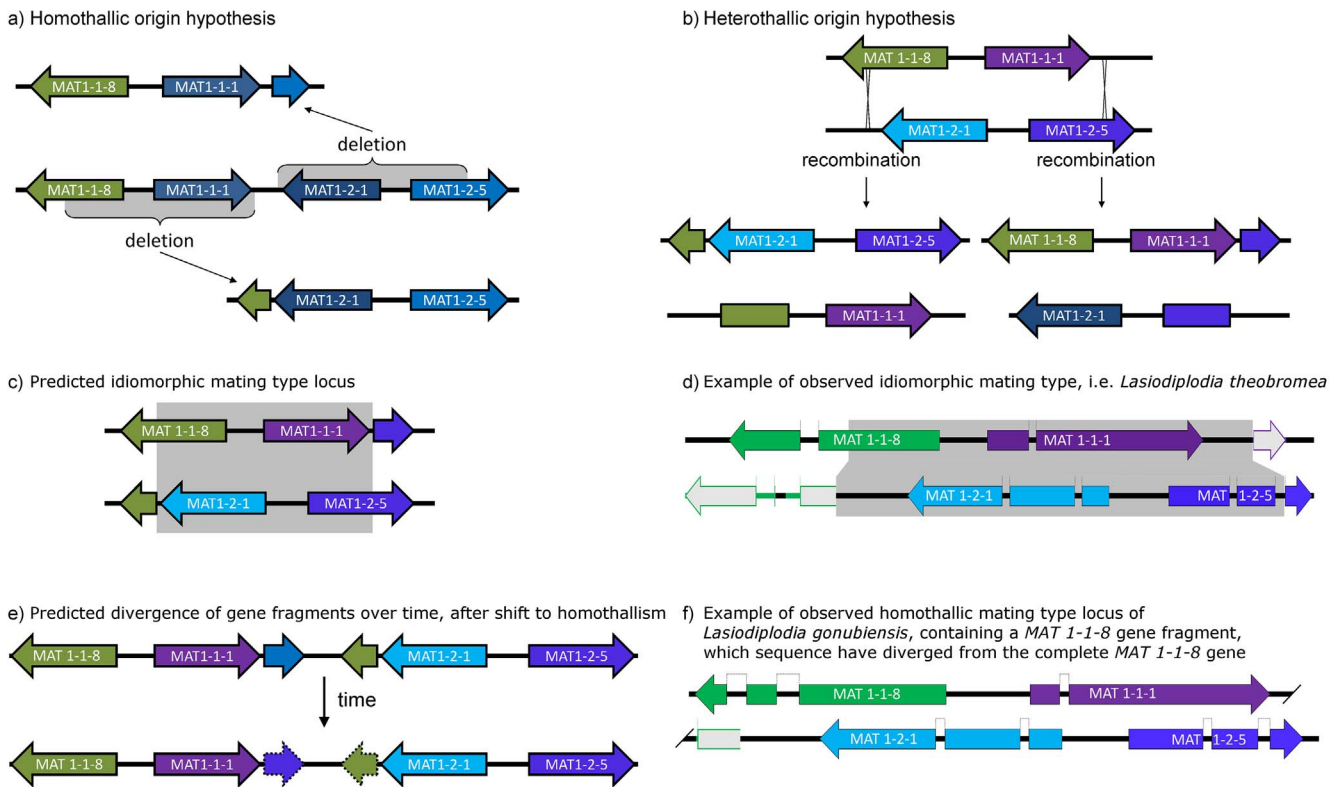 a) Homothallic origin hypothesis
MAT1-1-8 MAT1-1-1
deletion
MAT1-1-8 MAT1-1-1 MAT1-2-1 MAT1-2-5
deletion
MAT1-2-1 MAT1-2-5
b) Heterothallic origin hypothesis
MAT 1-1-8 MAT1-1-1
MAT1-2-1 MAT1-2-5
recombination recombination
MAT1-2-1 MAT1-2-5 MAT 1-1-8 MAT1-1-1
MAT1-1-1 MAT1-2-1
c) Predicted idiomorphic mating type locus
MAT 1-1-8 MAT1-1-1
MAT1-2-1 MAT1-2-5
d) Example of observed idiomorphic mating type, i.e. Lasiodiplodia theobromea
MAT 1-1-8 MAT 1-1-1
MAT 1-2-1 MAT 1-2-5
e) Predicted divergence of gene fragments over time, after shift to homothallism
MAT 1-1-8 MAT1-1-1 MAT1-2-1 MAT1-2-5
time
MAT 1-1-8 MAT1-1-1 MAT1-2-1 MAT1-2-5
f) Example of observed homothallic mating type locus of
Lasiodiplodia gonubiensis, containing a MAT 1-1-8 gene fragment,
which sequence have diverged from the complete MAT 1-1-8 gene
MAT 1-1-8 MAT 1-1-1
MAT 1-2-1 MAT 1-2-5